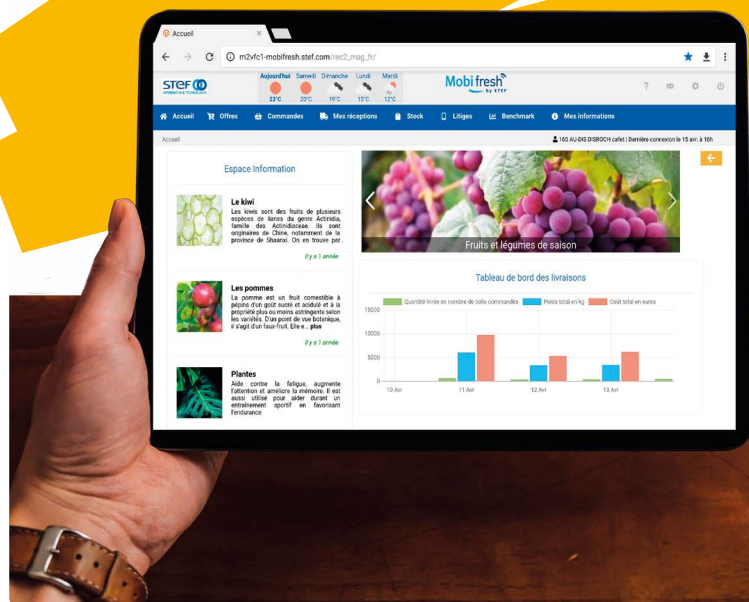 Accueil
m2vfc1-mobifresh.stef.com/rec2_mag_fr/
STEF
Aujourd'hui Samedi Dimanche Lundi Mardi
23°C 20°C 19°C 15°C 12°C
Mobifresh
by STEF
Accueil Offres Commandes Mes réceptions Stock Litiges Benchmark Mes informations
Accueil
160 AU-DIS DISROCH cafet | Dernière connexion le 15 avr. à 16h
Espace Information
Le kiwi
Les kiwis sont des fruits de plusieurs
espèces de lianes du genre Actinidia,
famille des Actinidiaceae. Ils sont
originaires de Chine, notamment de la
province de Shaanxi. On en trouve par
il y a 1 année
Les pommes
La pomme est un fruit comestible à
pépins d'un goût sucré et acidulé et à la
propriété plus ou moins astringente selon
les variétés. D'un point de vue botanique,
il s'agit d'un faux-fruit. Elle e... plus
il y a 1 année
Plantes
Aide contre la fatigue, augmente
l'attention et améliore la mémoire. Il est
aussi utilisé pour aider durant un
entraînement sportif en favorisant
l'endurance.
Fruits et légumes de saison
Tableau de bord des livraisons
Quantité livrée en nombre de colis commandés Poids total en kg Coût total en euros
15000
10000
5000
0
10 Avr 11 Avr 12 Avr 13 Avr